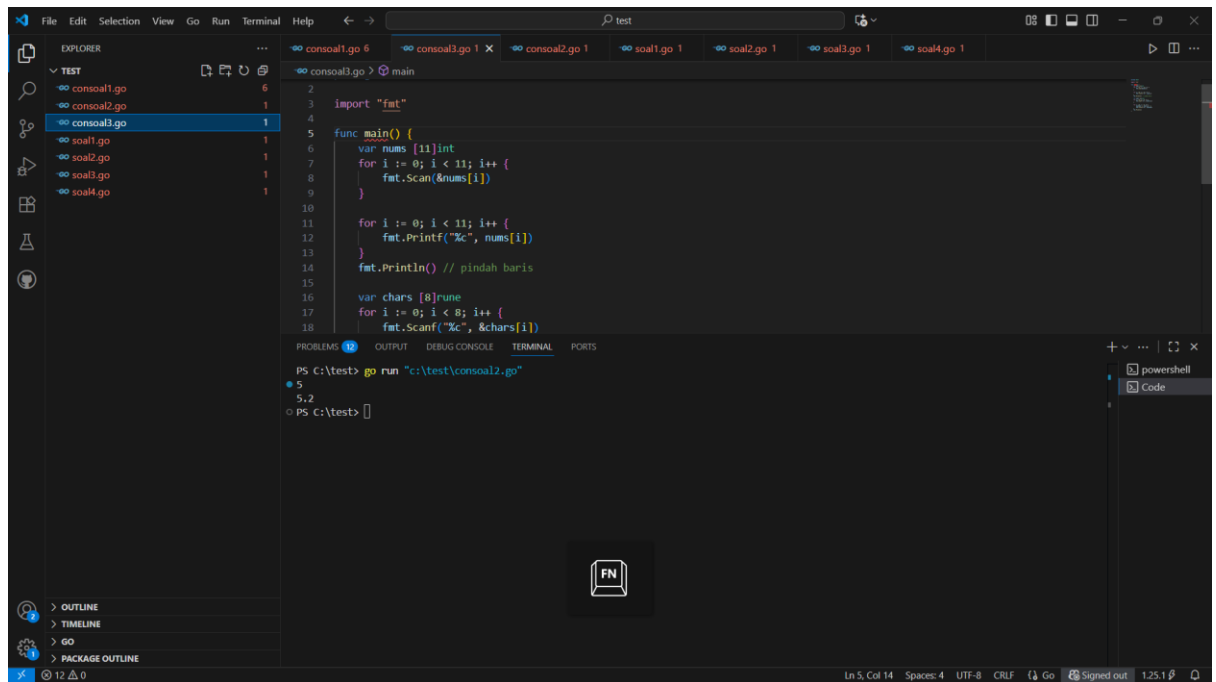 File Edit Selection View Go Run Terminal Help
test
EXPLORER
TEST
consoal1.go 6
consoal2.go 1
consoal3.go 1
soal1.go 1
soal2.go 1
soal3.go 1
soal4.go 1
OUTLINE
TIMELINE
GO
PACKAGE OUTLINE
consoal1.go 6 consoal3.go 1 consoal2.go 1 soal1.go 1 soal2.go 1 soal3.go 1 soal4.go 1
consoal3.go > main
2
3 import "fmt"
4
5 func main() {
6 var nums [11]int
7 for i := 0; i < 11; i++ {
8 fmt.Scan(&nums[i])
9 }
10
11 for i := 0; i < 11; i++ {
12 fmt.Printf("%c", nums[i])
13 }
14 fmt.Println() // pindah baris
15
16 var chars [8]rune
17 for i := 0; i < 8; i++ {
18 fmt.Scanf("%c", &chars[i])
PROBLEMS 12 OUTPUT DEBUG CONSOLE TERMINAL PORTS
PS C:\test> go run "c:\test\consoal2.go"
5
5.2
PS C:\test>
powershell
Code
FN
2
1
12 0
Ln 5, Col 14 Spaces: 4 UTF-8 CRLF Go Signed out 1.25.1